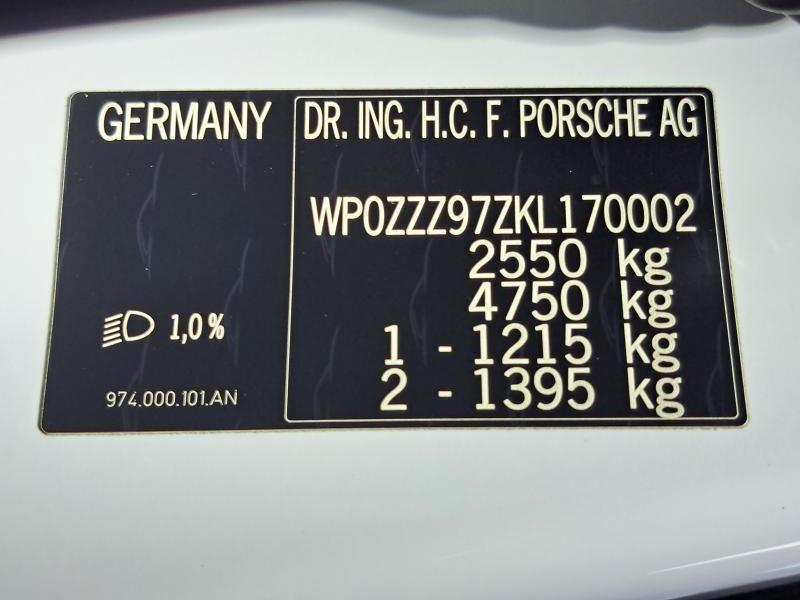 GERMANY
1,0 %
974.000.101.AN
DR. ING. H.C. F. PORSCHE AG
WP0ZZZ97ZKL170002
2550 kg
4750 kg
1 - 1215 kg
2 - 1395 kg